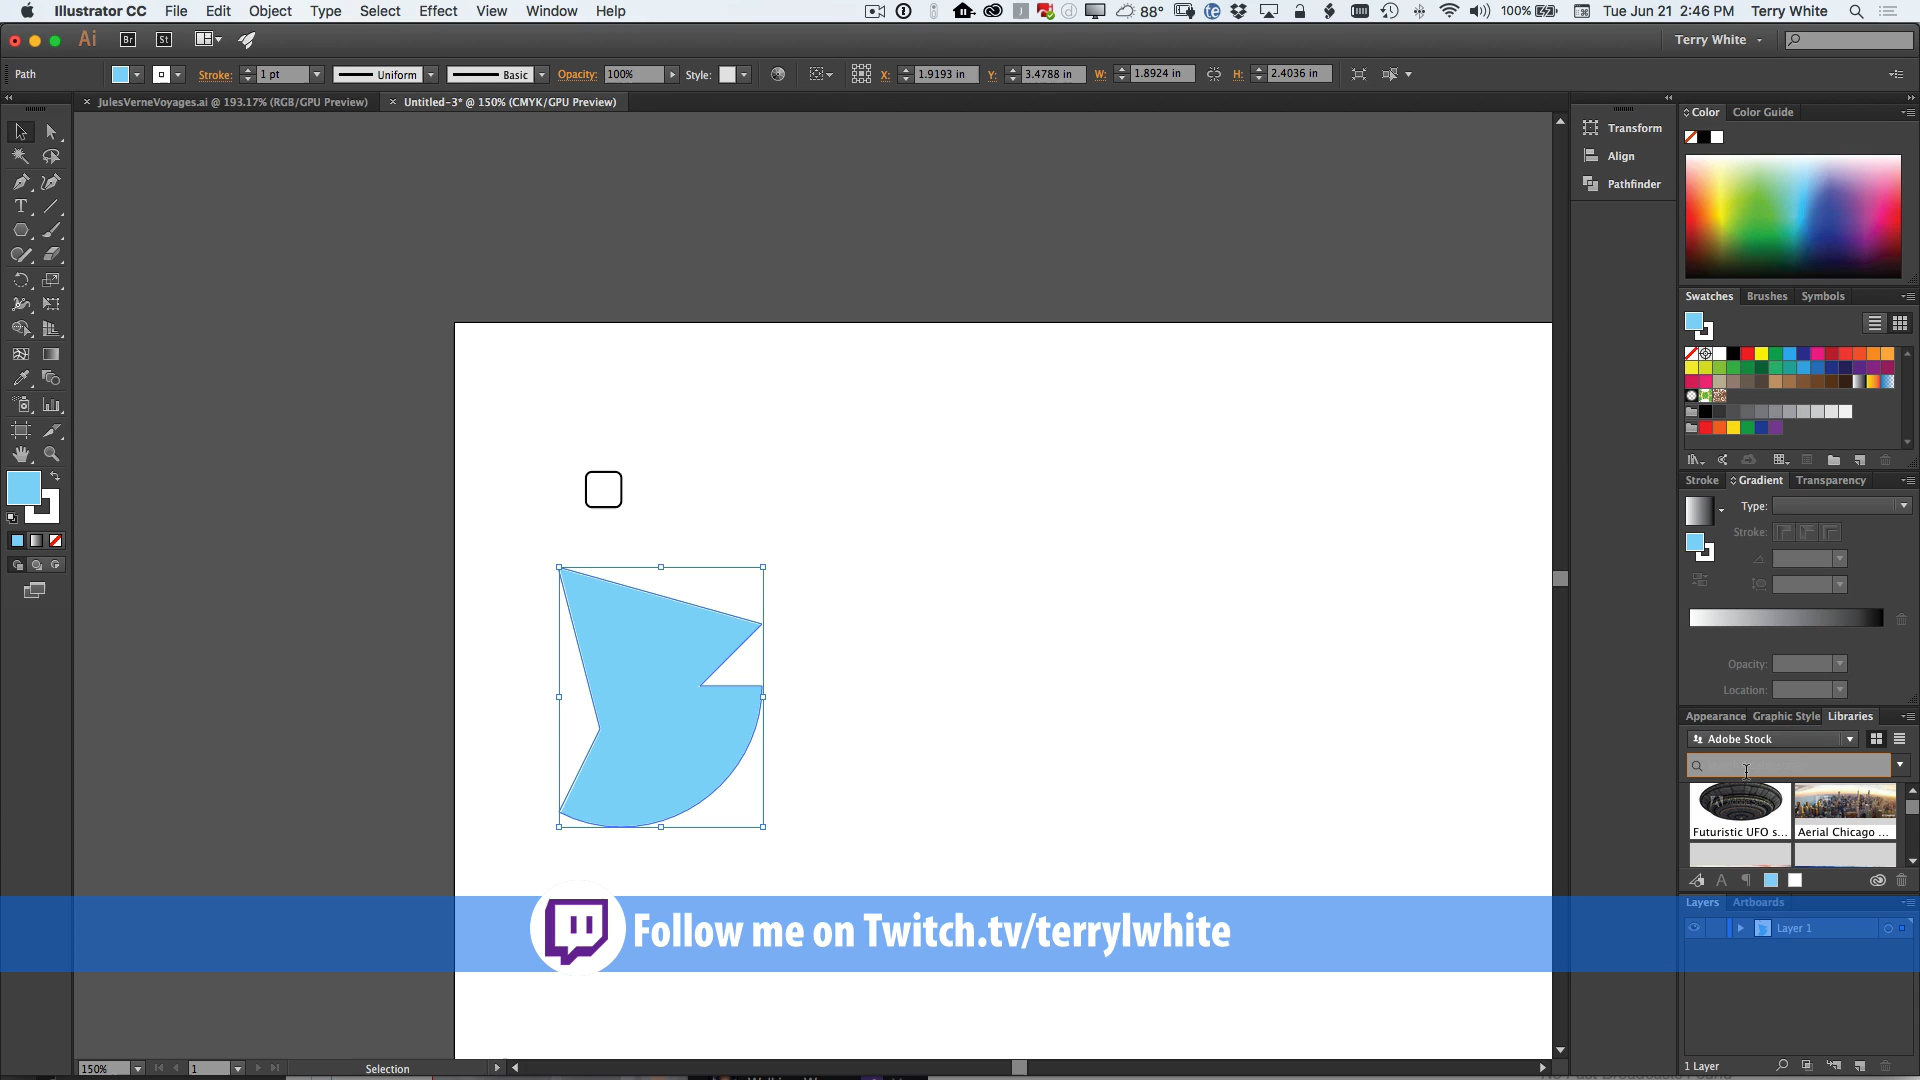 Illustrator CC File Edit Object Type Select Effect View Window Help 88° 100% Tue Jun 21 2:46 PM Terry White
Ai Br St Terry White
Path Stroke: 1 pt Uniform Basic Opacity: 100% Style: X: 1.9193 in Y: 3.4788 in W: 1.8924 in H: 2.4036 in
JulesVerneVoyages.ai @ 193.17% (RGB/GPU Preview) Untitled-3* @ 150% (CMYK/GPU Preview)
Color Color Guide
Transform
Align
Pathfinder
Swatches Brushes Symbols
Stroke Gradient Transparency
Type:
Stroke:
Opacity:
Location:
Appearance Graphic Style Libraries
Adobe Stock
Futuristic UFO s... Aerial Chicago ...
Layers Artboards
Layer 1
Follow me on Twitch.tv/terrylwhite
150% 1 Selection
1 Layer